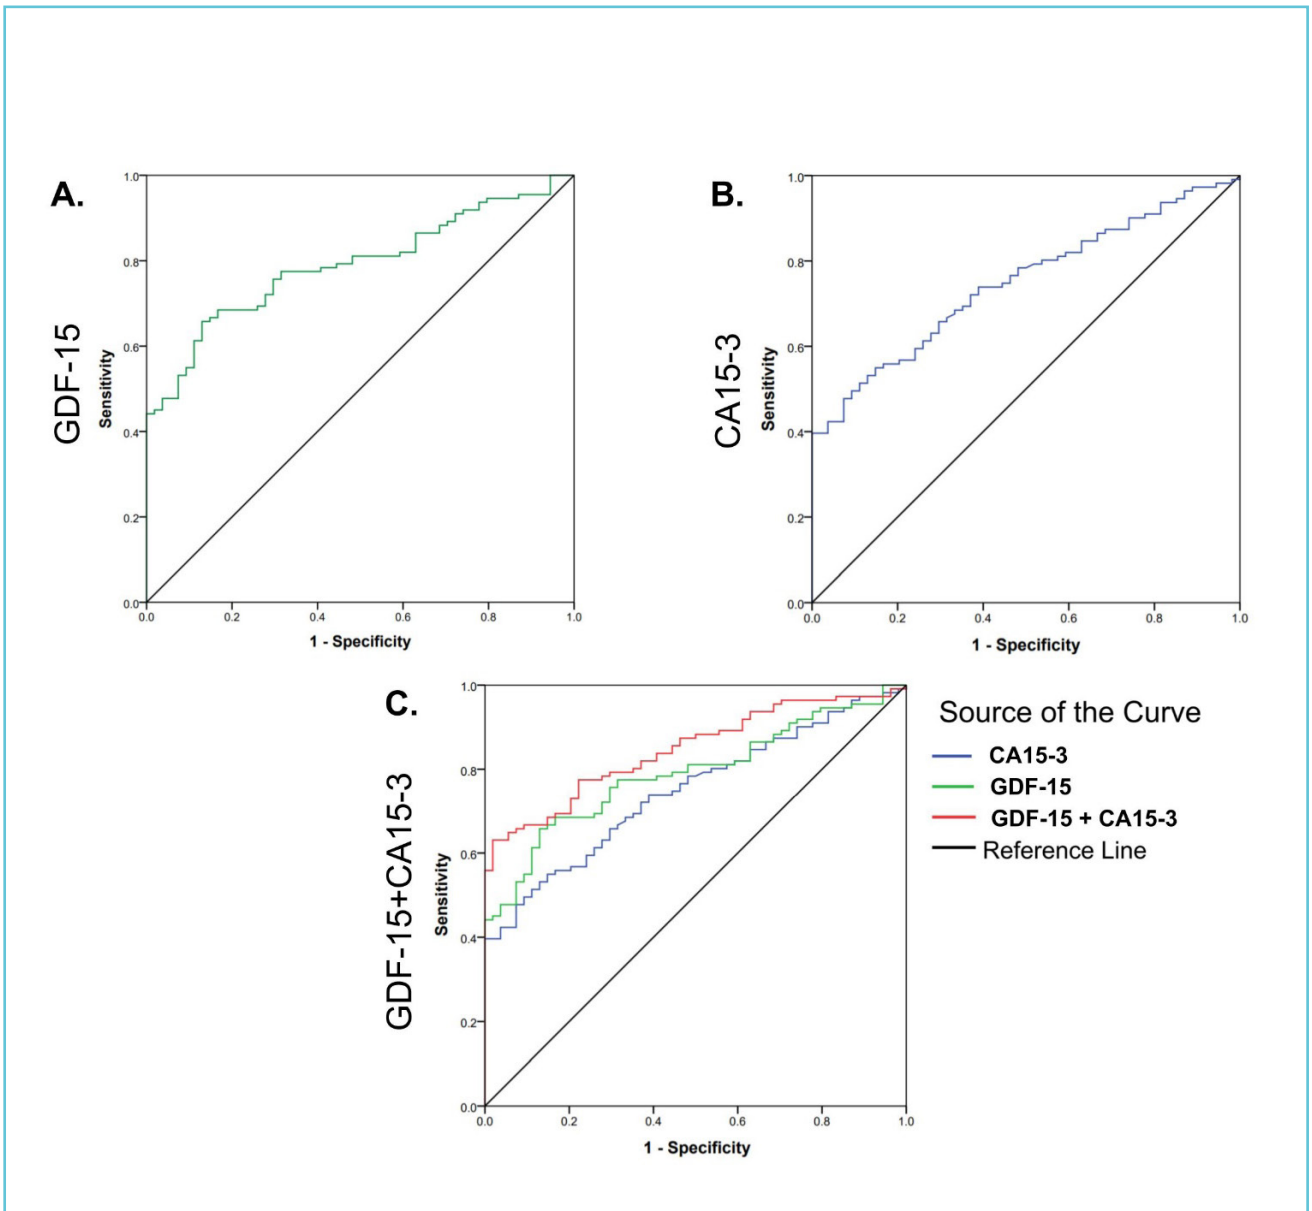 A.
GDF-15
Sensitivity
1.0
0.8
0.6
0.4
0.2
0.0
0.0 0.2 0.4 0.6 0.8 1.0
1 - Specificity
B.
CA15-3
Sensitivity
1.0
0.8
0.6
0.4
0.2
0.0
0.0 0.2 0.4 0.6 0.8 1.0
1 - Specificity
C.
GDF-15+CA15-3
Sensitivity
1.0
0.8
0.6
0.4
0.2
0.0
0.0 0.2 0.4 0.6 0.8 1.0
1 - Specificity
Source of the Curve
CA15-3
GDF-15
GDF-15 + CA15-3
Reference Line